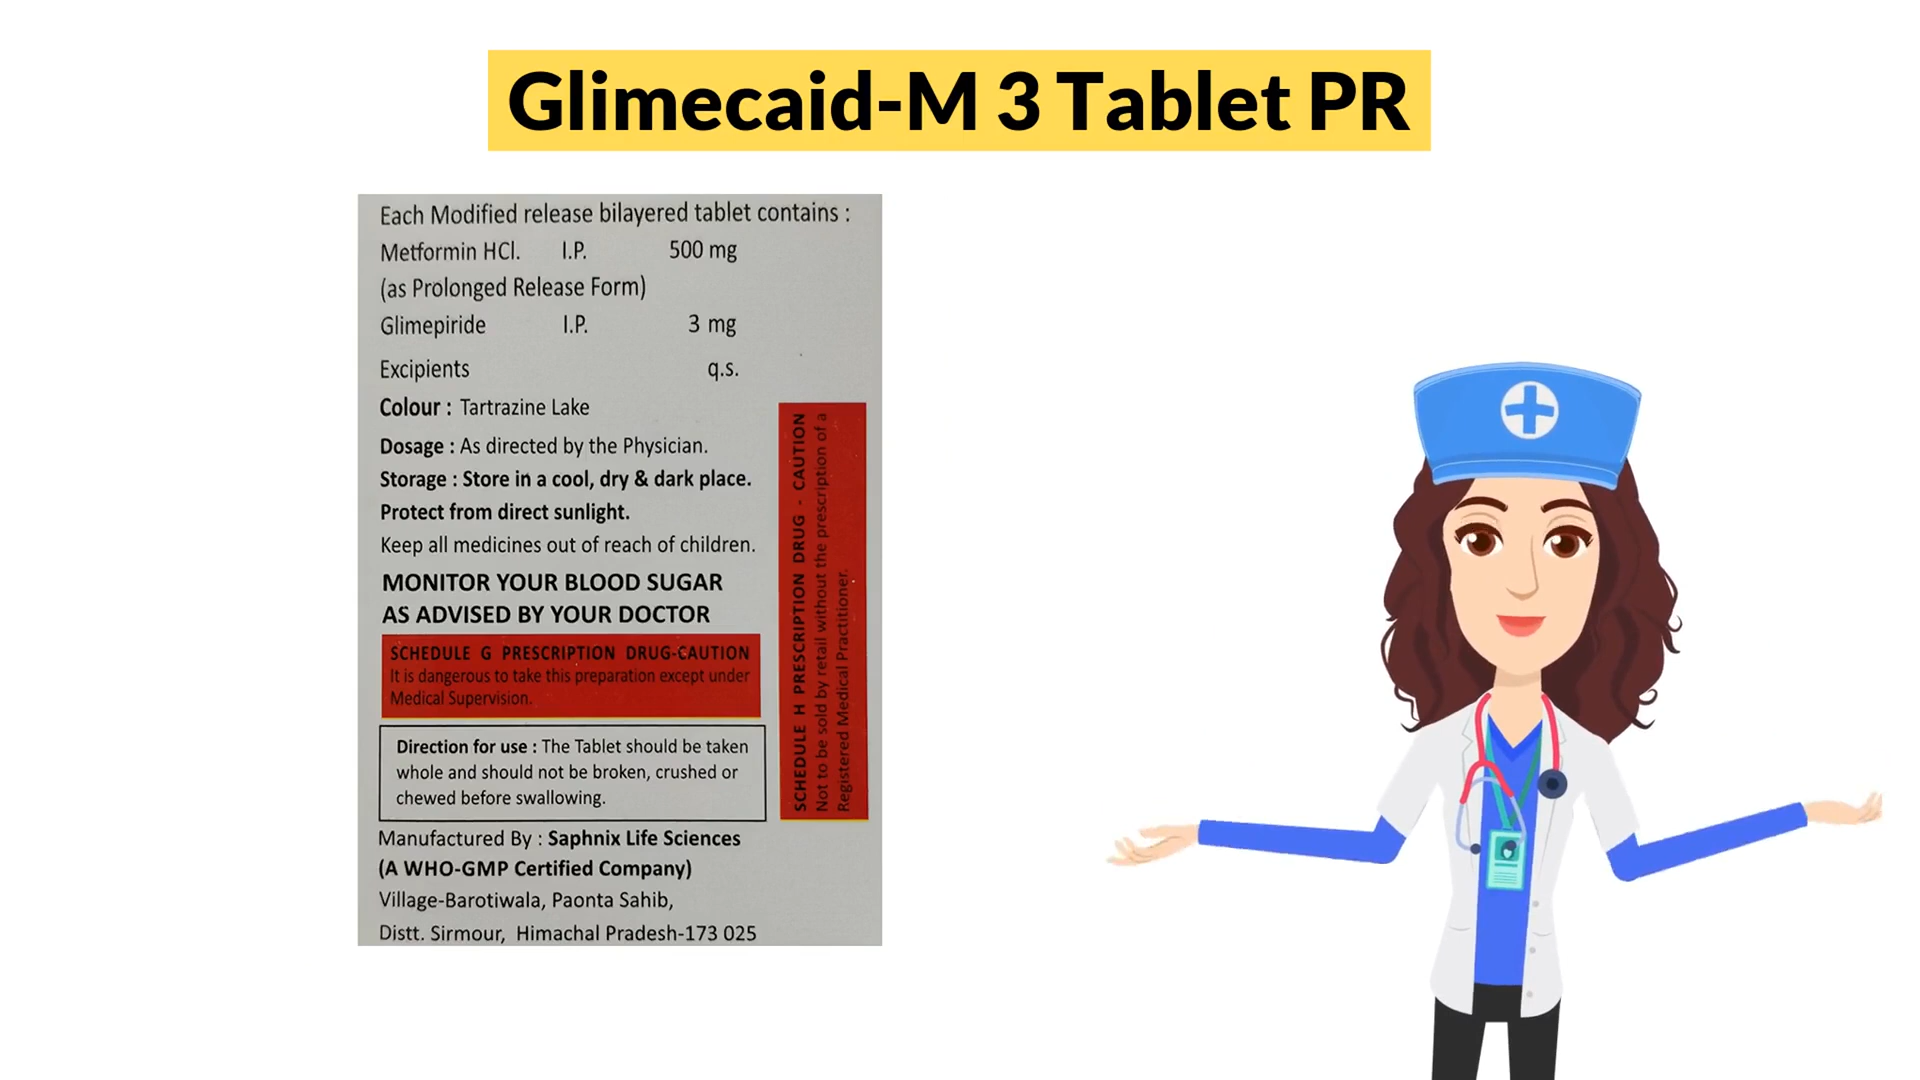 Glimecaid-M 3 Tablet PR
Each Modified release bilayered tablet contains :
Metformin HCl. I.P. 500 mg
(as Prolonged Release Form)
Glimepiride I.P. 3 mg
Excipients q.s.
Colour : Tartrazine Lake
Dosage : As directed by the Physician.
Storage : Store in a cool, dry & dark place.
Protect from direct sunlight.
Keep all medicines out of reach of children.
MONITOR YOUR BLOOD SUGAR
AS ADVISED BY YOUR DOCTOR
SCHEDULE G PRESCRIPTION DRUG-CAUTION
It is dangerous to take this preparation except under
Medical Supervision.
Direction for use : The Tablet should be taken
whole and should not be broken, crushed or
chewed before swallowing.
Manufactured By : Saphnix Life Sciences
(A WHO-GMP Certified Company)
Village-Barotiwala, Paonta Sahib,
Distt. Sirmour, Himachal Pradesh-173 025
SCHEDULE H PRESCRIPTION DRUG - CAUTION
Not to be sold by retail without the prescription of a
Registered Medical Practitioner.